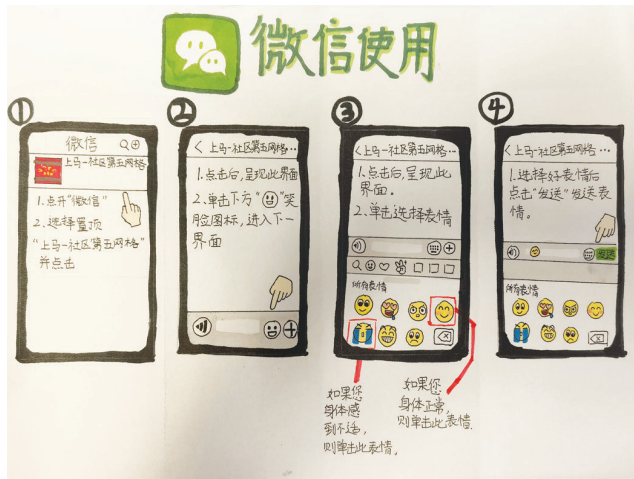 微信使用
①
微信
上马一社区第五网格
1.点开"微信"
2.选择置顶
"上马一社区第五网格"
并点击
②
<上马一社区第五网格…
1.点击后,呈现此界面
2.单击下方"😃"笑
脸图标,进入下一
界面
③
<上马一社区第五网格…
1.点击后,呈现此
界面。
2.单击选择表情
所有表情
如果您
身体感
到不适,
则单击此表情.
如果您
身体正常,
则单击此表情.
④
<上马一社区第五网格…
1.选择好表情后
点击"发送"发送表
情。
发送
所有表情